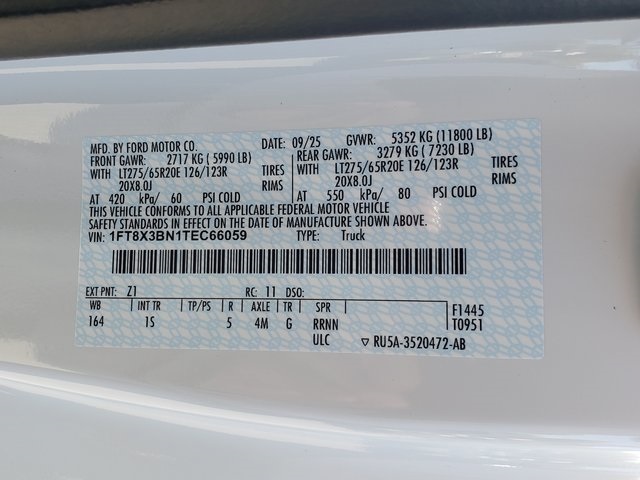 MFD. BY FORD MOTOR CO. DATE: 09/25 GVWR: 5352 KG (11800 LB)
FRONT GAWR: 2717 KG (5990 LB) REAR GAWR: 3279 KG (7230 LB)
WITH LT275/65R20E 126/123R TIRES WITH LT275/65R20E 126/123R TIRES
20X8.0J RIMS 20X8.0J RIMS
AT 420 kPa/ 60 PSI COLD AT 550 kPa/ 80 PSI COLD
THIS VEHICLE CONFORMS TO ALL APPLICABLE FEDERAL MOTOR VEHICLE
SAFETY STANDARDS IN EFFECT ON THE DATE OF MANUFACTURE SHOWN ABOVE.
VIN: 1FT8X3BN1TEC66059 TYPE: Truck
EXT PNT: Z1 RC: 11 DSO:
WB INT TR TP/PS R AXLE TR SPR F1445
164 1S 5 4M G RRNN T0951
ULC ▽ RU5A-3520472-AB